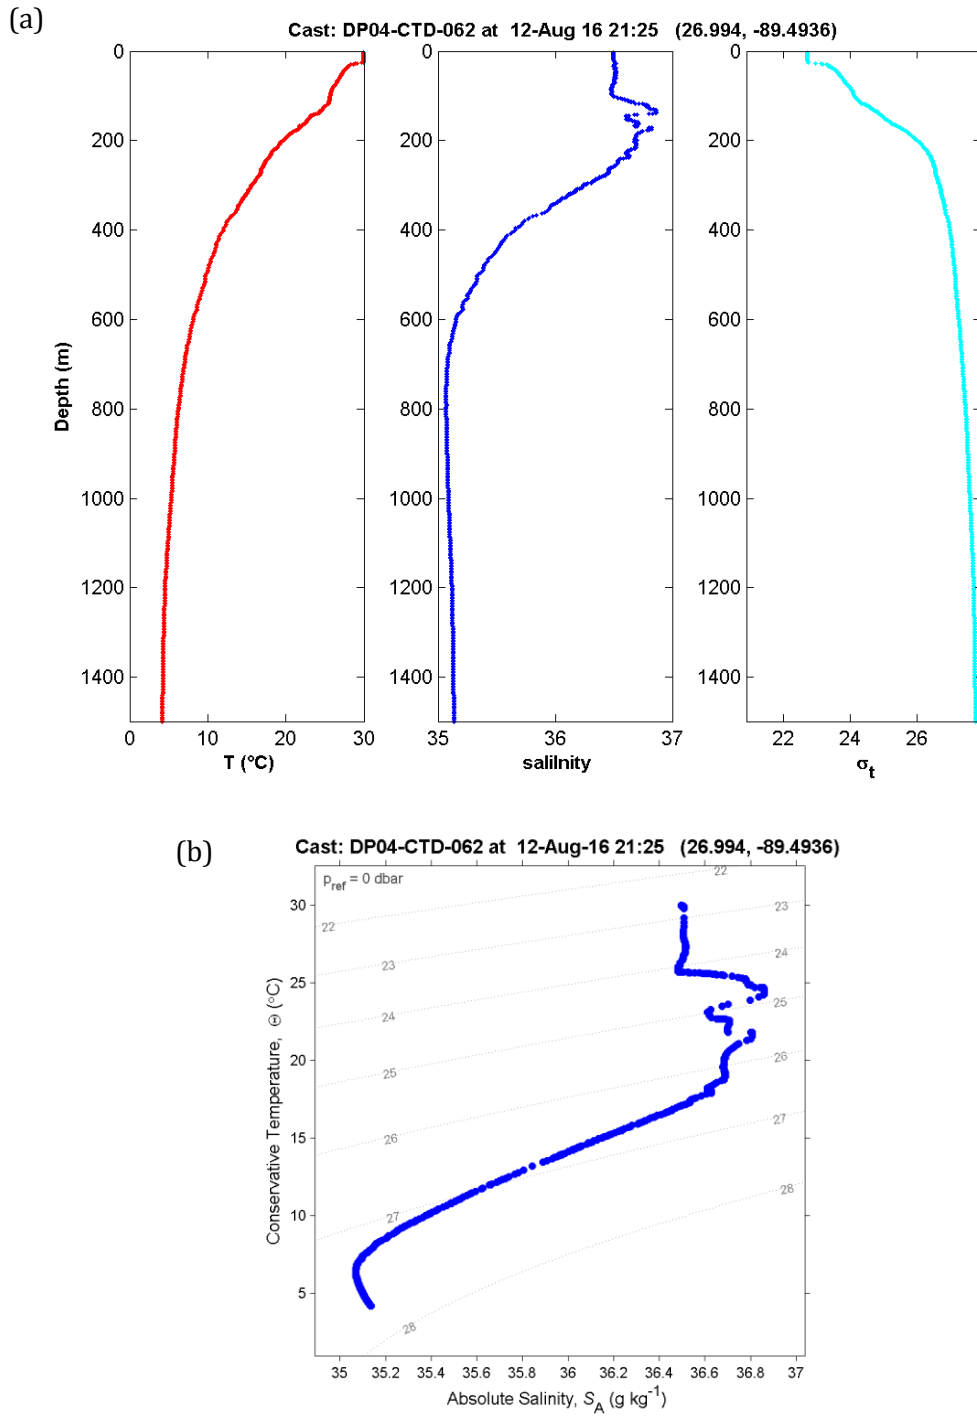 (a)
Cast: DP04-CTD-062 at 12-Aug 16 21:25 (26.994, -89.4936)
0 0 0
200 200 200
400 400 400
600 600 600
800 800 800
1000 1000 1000
1200 1200 1200
1400 1400 1400
Depth (m)
0 10 20 30 35 36 37 22 24 26
T (°C) salilnity σt
(b)
Cast: DP04-CTD-062 at 12-Aug-16 21:25 (26.994, -89.4936)
p_ref = 0 dbar
22
30
23
22
24
25
23
25
24
20
26
25
15
27
26
28
10
27
5
28
Conservative Temperature, Θ (°C)
35 35.2 35.4 35.6 35.8 36 36.2 36.4 36.6 36.8 37
Absolute Salinity, S_A (g kg⁻¹)